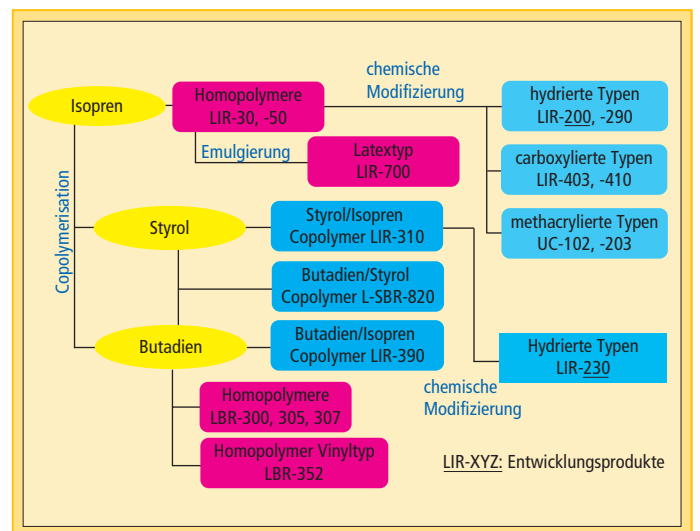 chemische
Modifizierung
Isopren
Homopolymere
LIR-30, -50
hydrierte Typen
LIR-200, -290
Emulgierung
Latextyp
LIR-700
carboxylierte Typen
LIR-403, -410
methacrylierte Typen
UC-102, -203
Copolymerisation
Styrol
Styrol/Isopren
Copolymer LIR-310
Butadien/Styrol
Copolymer L-SBR-820
Butadien
Butadien/Isopren
Copolymer LIR-390
Hydrierte Typen
LIR-230
chemische
Modifizierung
Homopolymere
LBR-300, 305, 307
Homopolymer Vinyltyp
LBR-352
LIR-XYZ: Entwicklungsprodukte